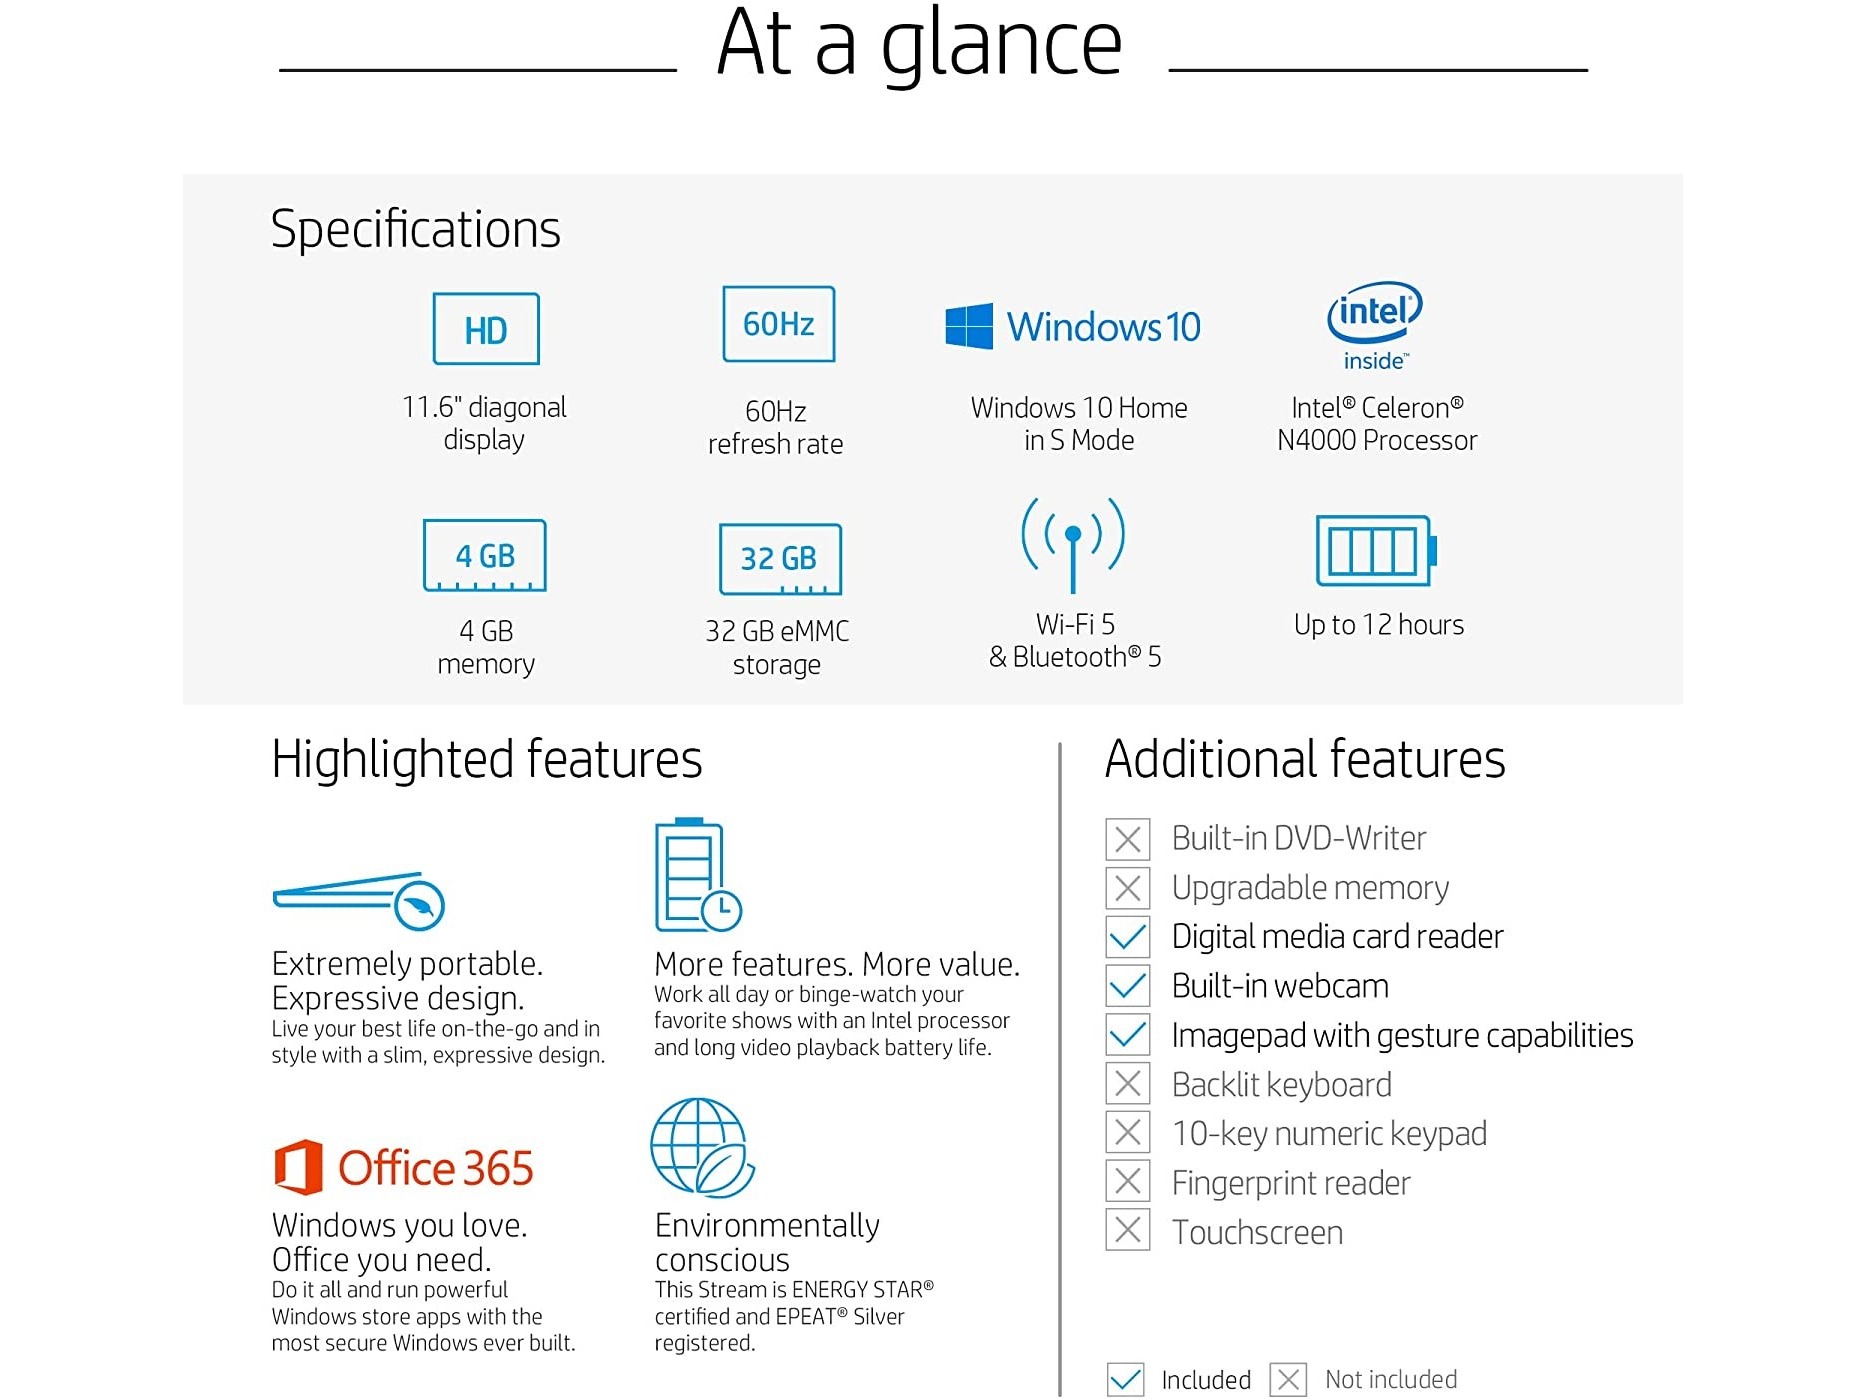 At a glance
Specifications
HD
60Hz
Windows 10
intel®
inside™
11.6" diagonal
display
60Hz
refresh rate
Windows 10 Home
in S Mode
Intel® Celeron®
N4000 Processor
4 GB
32 GB
4 GB
memory
32 GB eMMC
storage
Wi-Fi 5
& Bluetooth® 5
Up to 12 hours
Highlighted features
Extremely portable.
Expressive design.
Live your best life on-the-go and in
style with a slim, expressive design.
More features. More value.
Work all day or binge-watch your
favorite shows with an Intel processor
and long video playback battery life.
Office 365
Windows you love.
Office you need.
Do it all and run powerful
Windows store apps with the
most secure Windows ever built.
Environmentally
conscious
This Stream is ENERGY STAR®
certified and EPEAT® Silver
registered.
Additional features
Built-in DVD-Writer
Upgradable memory
Digital media card reader
Built-in webcam
Imagepad with gesture capabilities
Backlit keyboard
10-key numeric keypad
Fingerprint reader
Touchscreen
Included
Not included